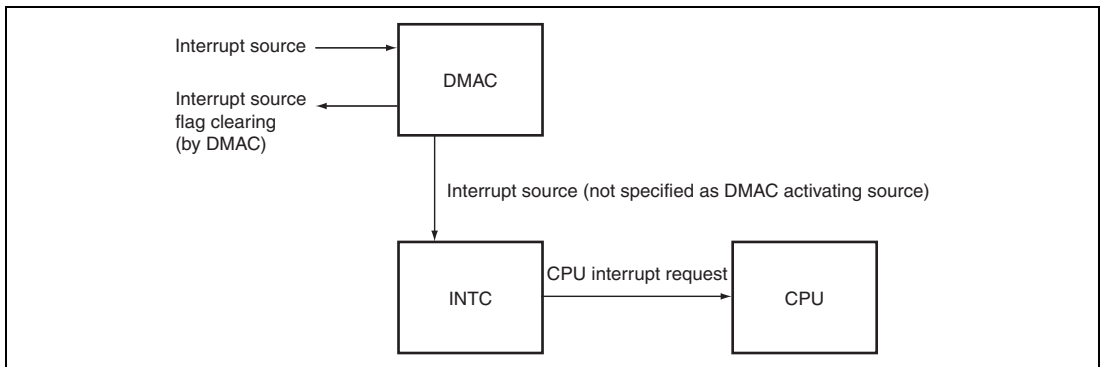 Interrupt source
DMAC
Interrupt source
flag clearing
(by DMAC)
Interrupt source (not specified as DMAC activating source)
INTC
CPU interrupt request
CPU